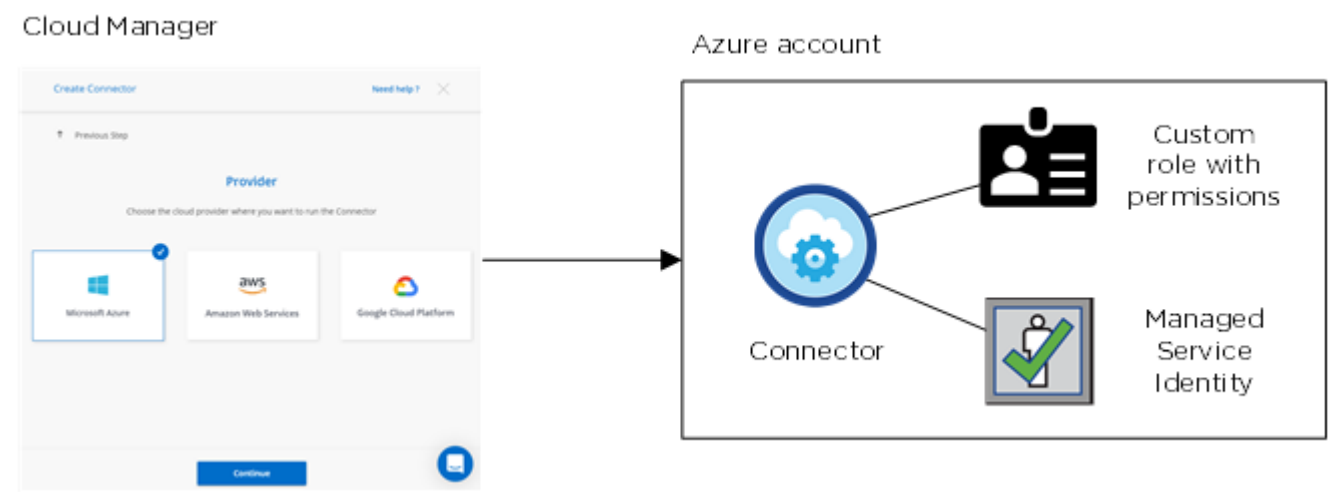 Cloud Manager
Create Connector
Need help ?
Previous Step
Provider
Choose the cloud provider where you want to run the Connector
Microsoft Azure
aws
Amazon Web Services
Google Cloud Platform
Continue
Azure account
Connector
Custom
role with
permissions
Managed
Service
Identity